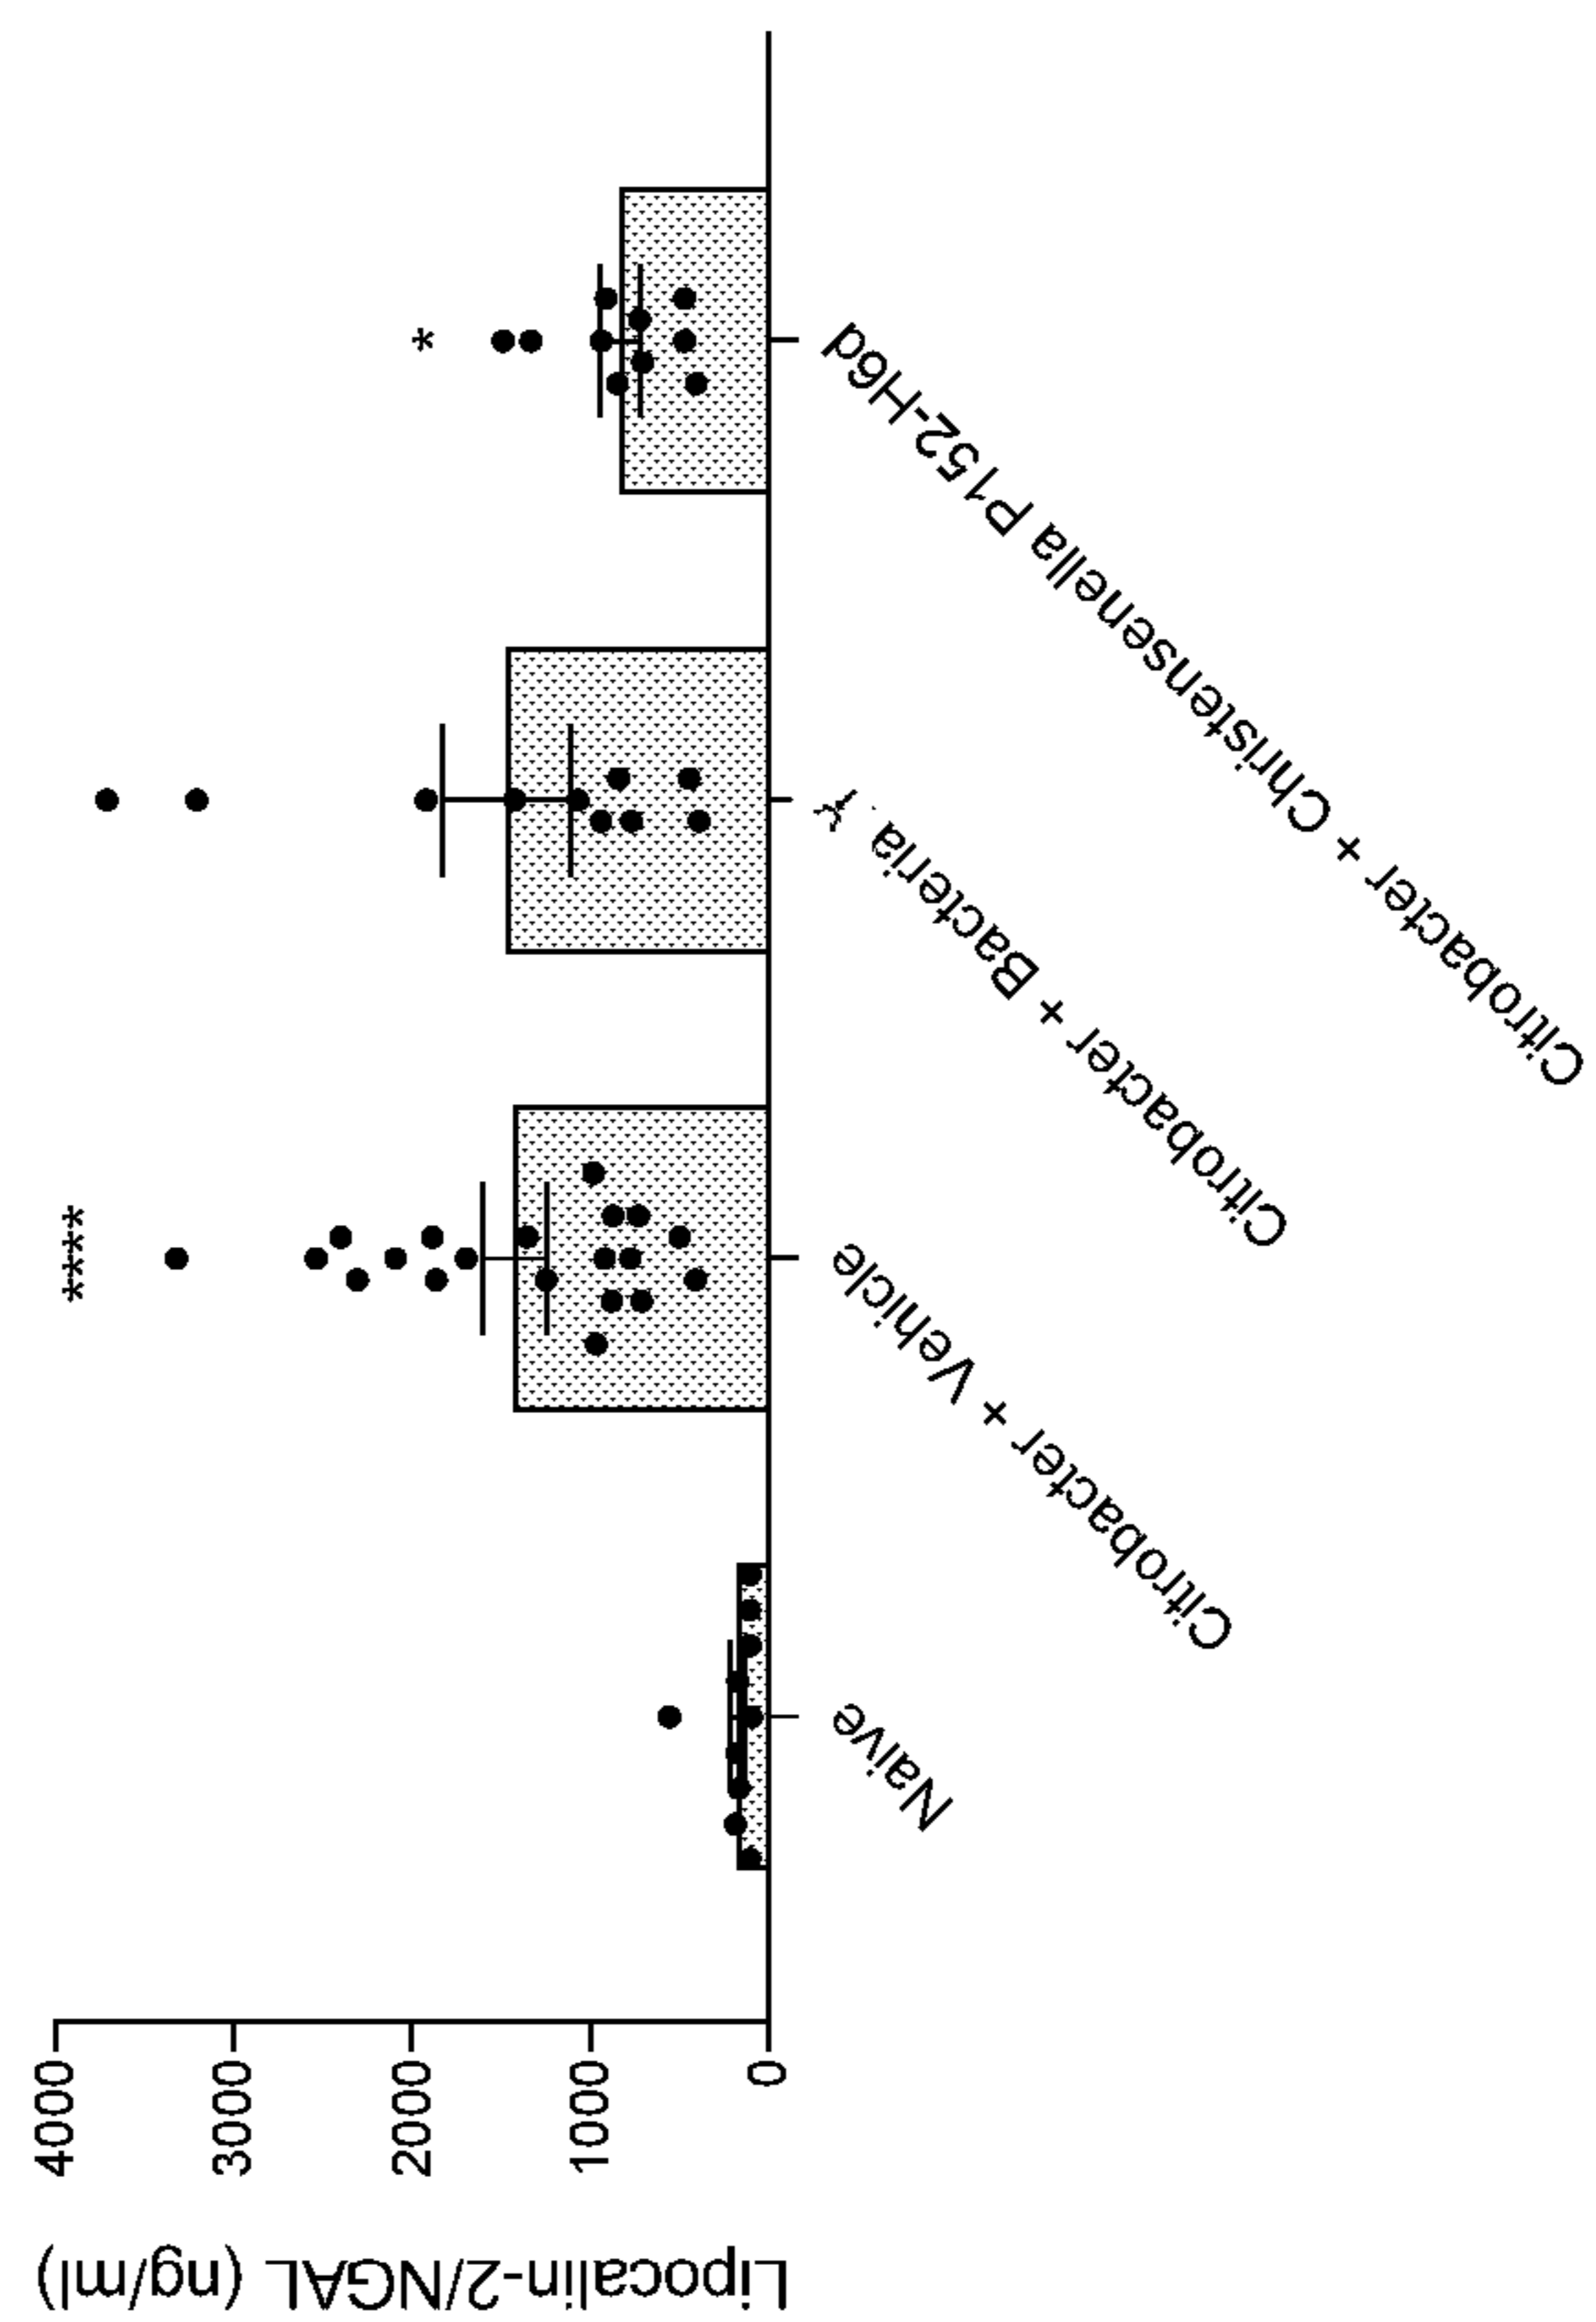 Lipocalin-2/NGAL (ng/ml)
4000
3000
2000
1000
0
****
*
Naive
Citrobacter + Vehicle
Citrobacter + Bacteria.
Citrobacter + Christensenella P152-H6d